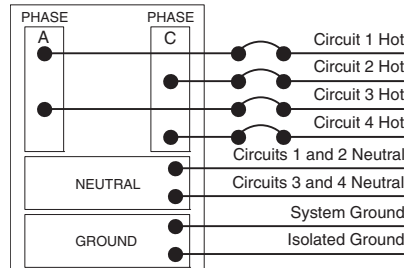 PHASE PHASE
A C
Circuit 1 Hot
Circuit 2 Hot
Circuit 3 Hot
Circuit 4 Hot
Circuits 1 and 2 Neutral
NEUTRAL
Circuits 3 and 4 Neutral
System Ground
GROUND
Isolated Ground